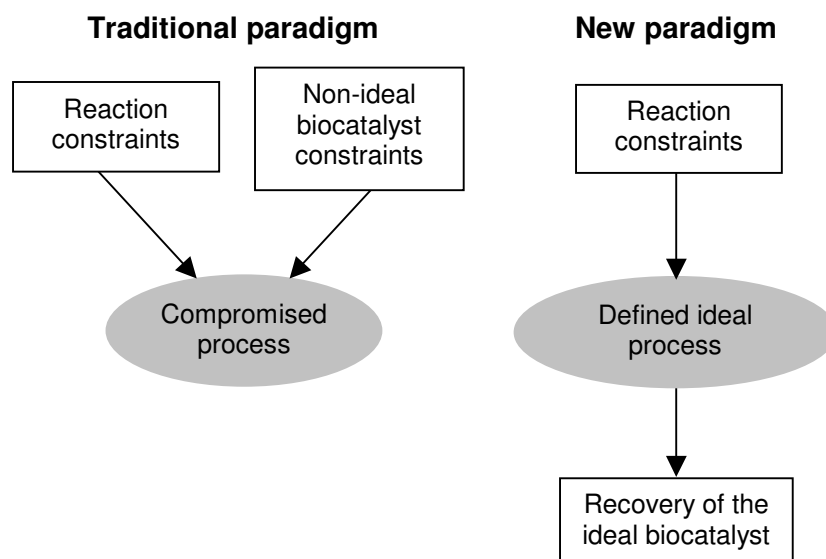 Traditional paradigm
Reaction
constraints
Non-ideal
biocatalyst
constraints
Compromised
process
New paradigm
Reaction
constraints
Defined ideal
process
Recovery of the
ideal biocatalyst